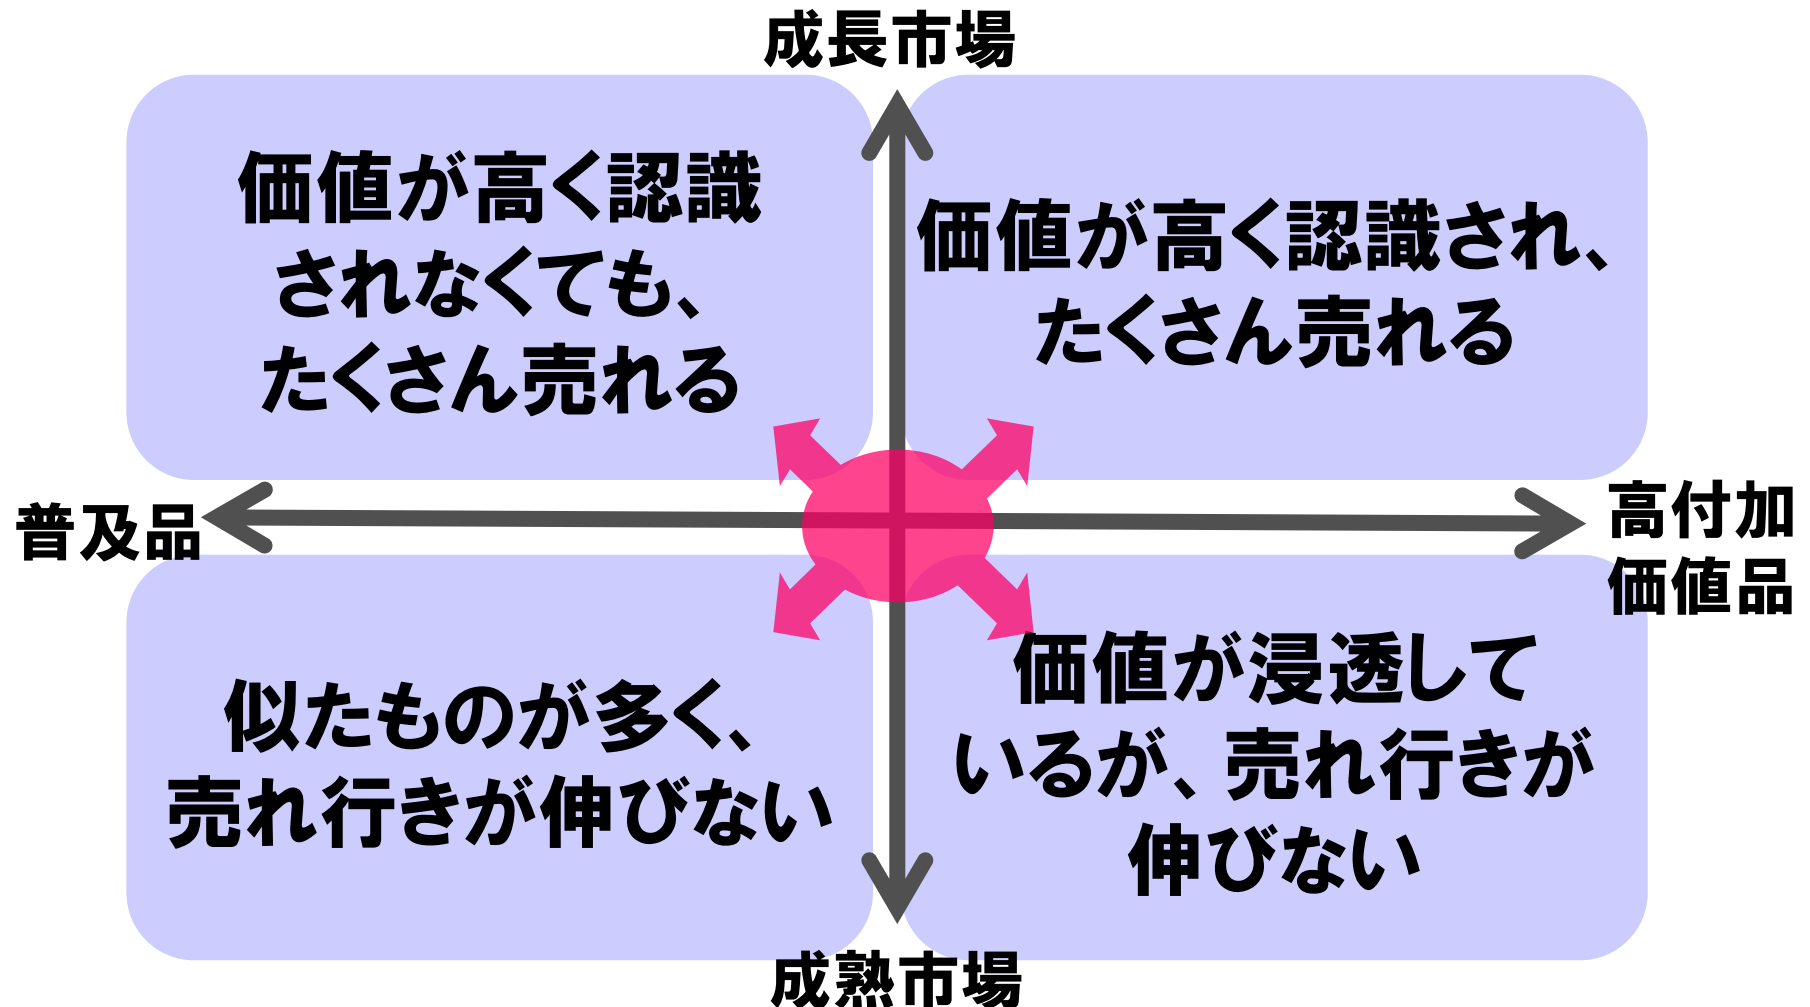 成長市場
価値が高く認識
されなくても、
たくさん売れる
価値が高く認識され、
たくさん売れる
普及品
高付加
価値品
似たものが多く、
売れ行きが伸びない
価値が浸透して
いるが、売れ行きが
伸びない
成熟市場